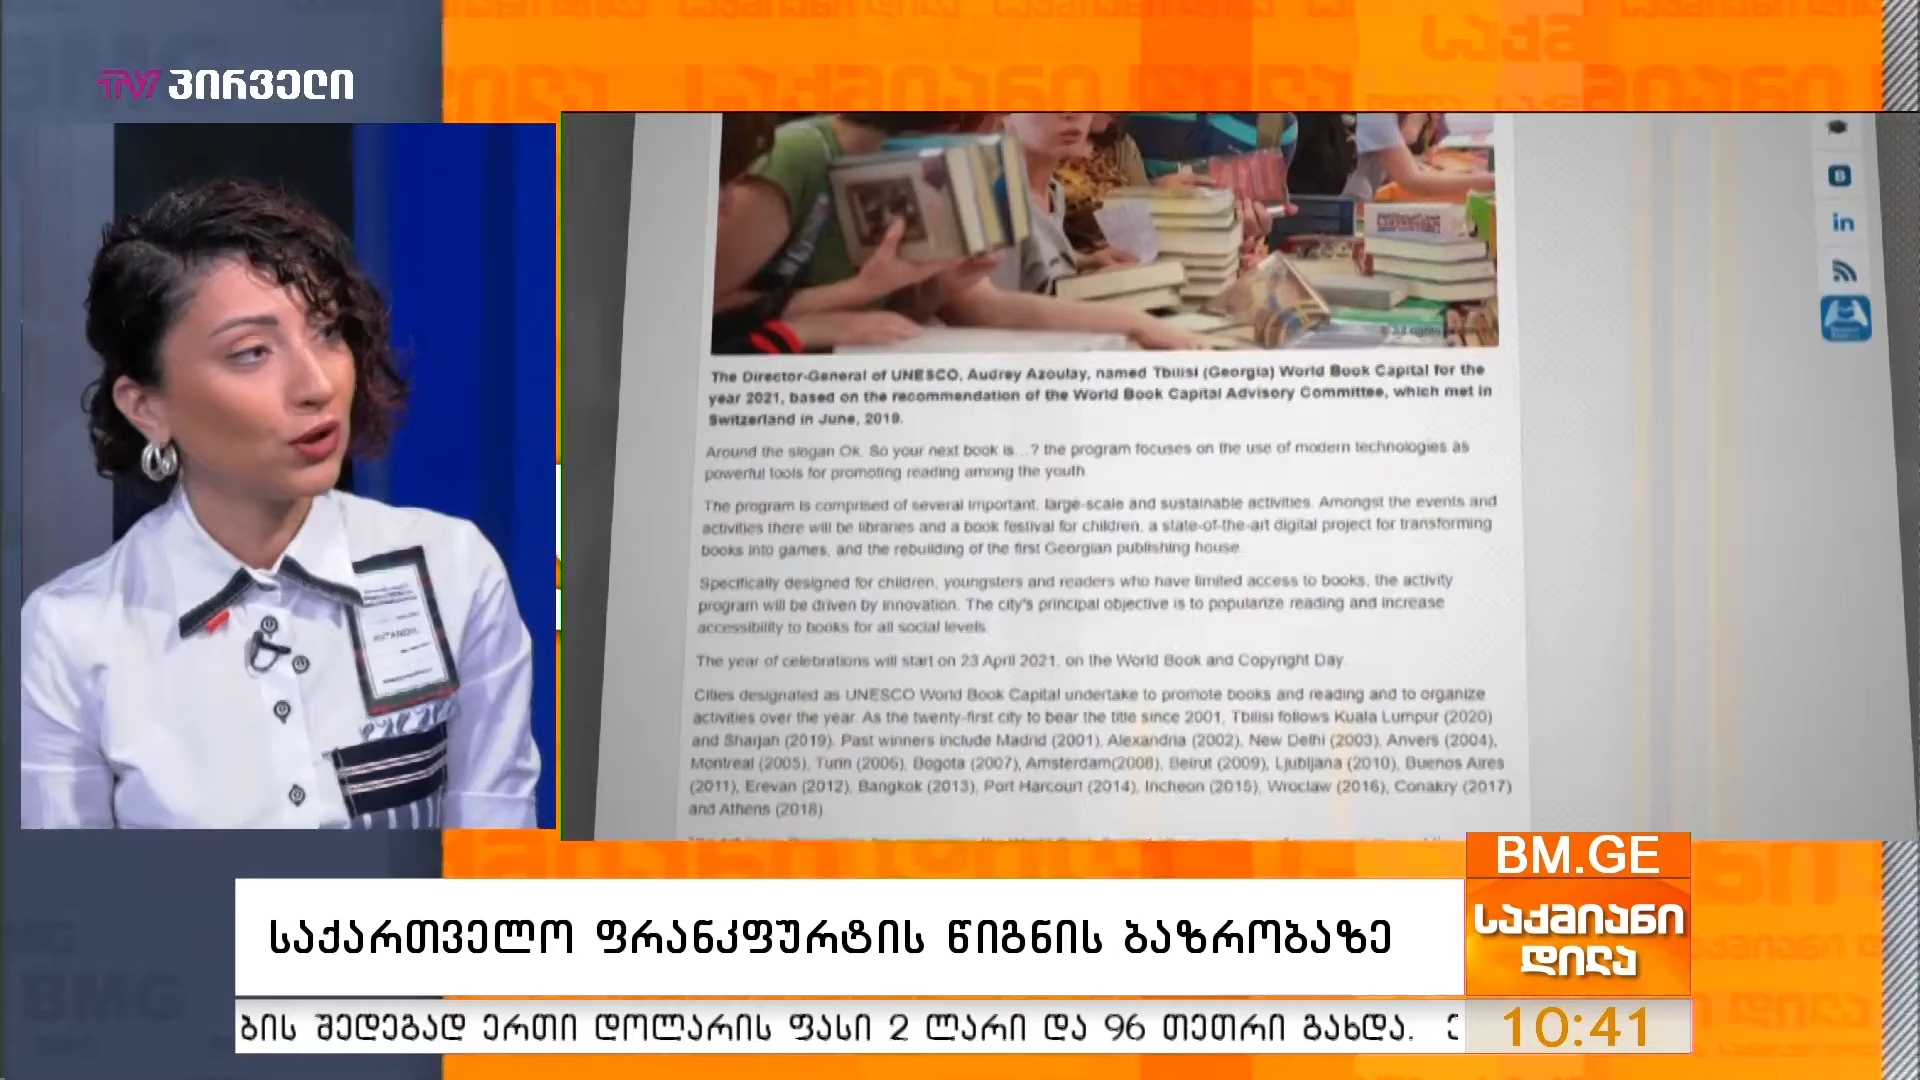 TV ᲞᲘᲠᲕᲔᲚᲘ
The Director-General of UNESCO, Audrey Azoulay, named Tbilisi (Georgia) World Book Capital for the
year 2021, based on the recommendation of the World Book Capital Advisory Committee, which met in
Switzerland in June, 2019.
Around the slogan Ok. So your next book is...? the program focuses on the use of modern technologies as
powerful tools for promoting reading among the youth.
The program is comprised of several important, large-scale and sustainable activities. Amongst the events and
activities there will be libraries and a book festival for children, a state-of-the-art digital project for transforming
books into games, and the rebuilding of the first Georgian publishing house.
Specifically designed for children, youngsters and readers who have limited access to books, the activity
program will be driven by innovation. The city's principal objective is to popularize reading and increase
accessibility to books for all social levels.
The year of celebrations will start on 23 April 2021, on the World Book and Copyright Day.
Cities designated as UNESCO World Book Capital undertake to promote books and reading and to organize
activities over the year. As the twenty-first city to bear the title since 2001, Tbilisi follows Kuala Lumpur (2020)
and Sharjah (2019). Past winners include Madrid (2001), Alexandria (2002), New Delhi (2003), Anvers (2004),
Montreal (2005), Turin (2006), Bogota (2007), Amsterdam(2008), Beirut (2009), Ljubljana (2010), Buenos Aires
(2011), Erevan (2012), Bangkok (2013), Port Harcourt (2014), Incheon (2015), Wroclaw (2016), Conakry (2017)
and Athens (2018).
BM.GE
საქართველო ფრანკფურტის წიგნის ბაზრობაზე
საქმიანი
დილა
ბის შედეგად ერთი დოლარის ფასი 2 ლარი და 96 თეთრი გახდა.
10:41